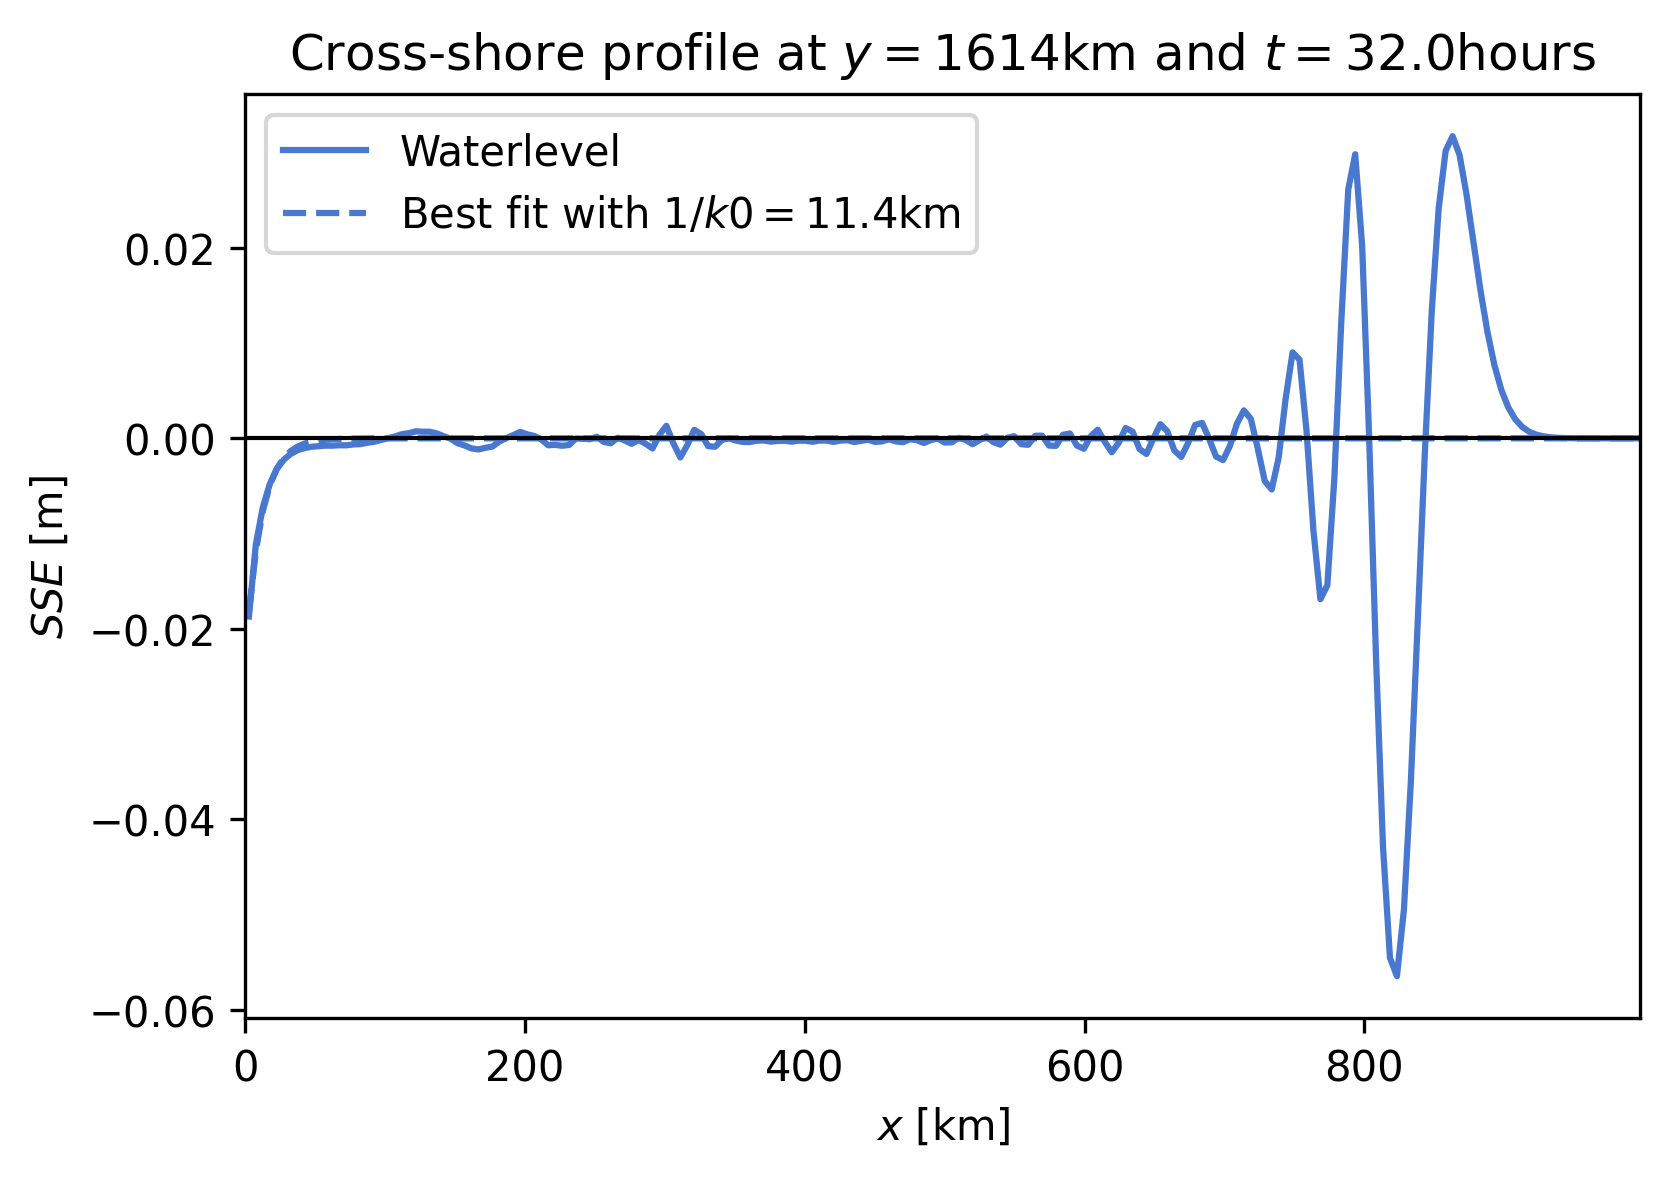 Cross-shore profile at y = 1614km and t = 32.0hours
Waterlevel
Best fit with 1/k0 = 11.4km
0.02
0.00
−0.02
−0.04
−0.06
SSE [m]
0 200 400 600 800
x [km]